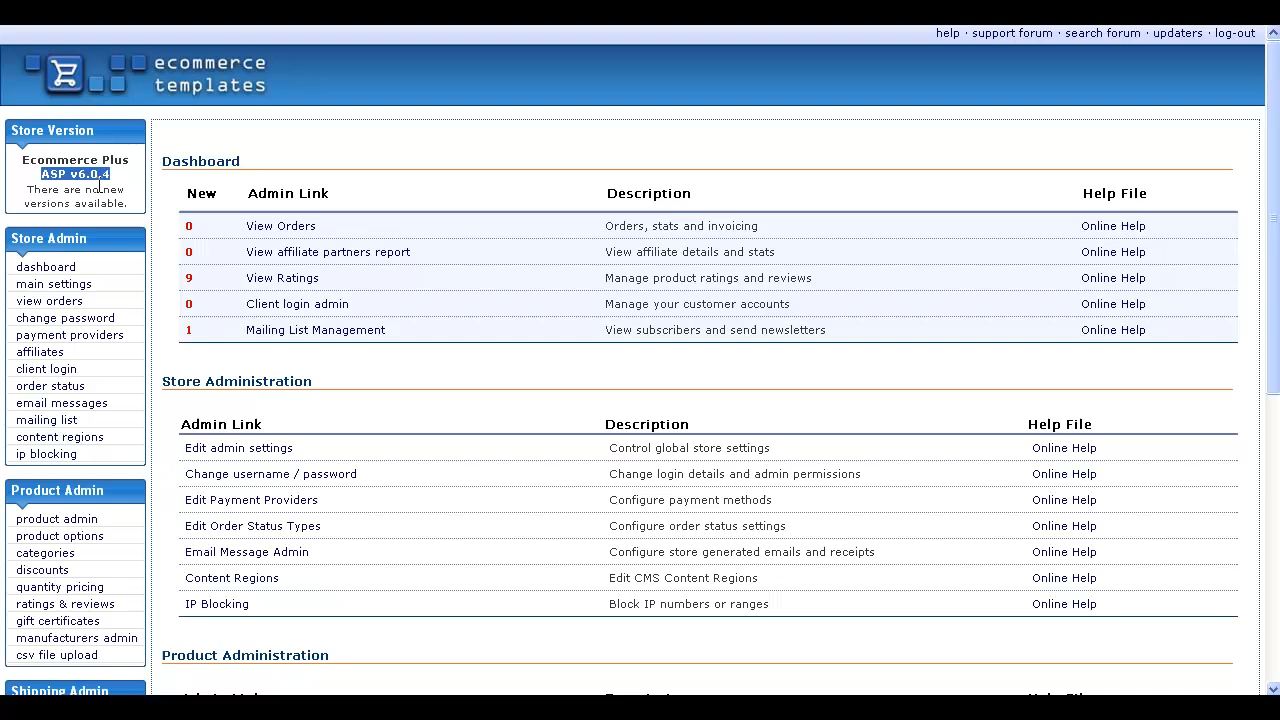 help · support forum · search forum · updaters · log-out
ecommerce
templates
Store Version
Ecommerce Plus
ASP v6.0.4
There are no new
versions available.
Store Admin
dashboard
main settings
view orders
change password
payment providers
affiliates
client login
order status
email messages
mailing list
content regions
ip blocking
Product Admin
product admin
product options
categories
discounts
quantity pricing
ratings & reviews
gift certificates
manufacturers admin
csv file upload
Shipping Admin
Dashboard
New Admin Link Description Help File
0 View Orders Orders, stats and invoicing Online Help
0 View affiliate partners report View affiliate details and stats Online Help
9 View Ratings Manage product ratings and reviews Online Help
0 Client login admin Manage your customer accounts Online Help
1 Mailing List Management View subscribers and send newsletters Online Help
Store Administration
Admin Link Description Help File
Edit admin settings Control global store settings Online Help
Change username / password Change login details and admin permissions Online Help
Edit Payment Providers Configure payment methods Online Help
Edit Order Status Types Configure order status settings Online Help
Email Message Admin Configure store generated emails and receipts Online Help
Content Regions Edit CMS Content Regions Online Help
IP Blocking Block IP numbers or ranges Online Help
Product Administration